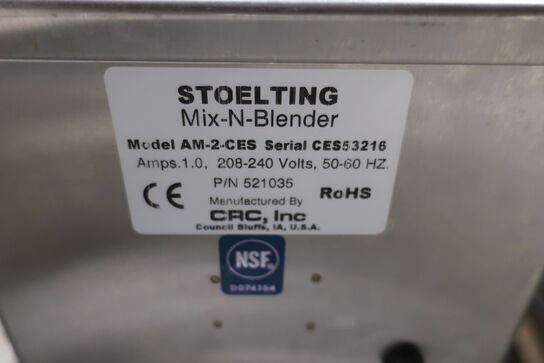 STOELTING
Mix-N-Blender
Model AM-2-CES Serial CES53216
Amps.1.0, 208-240 Volts, 50-60 HZ.
P/N 521035
CE
RoHS
Manufactured By
CRC, Inc
Council Bluffs, IA, U.S.A.
NSF.
D074354